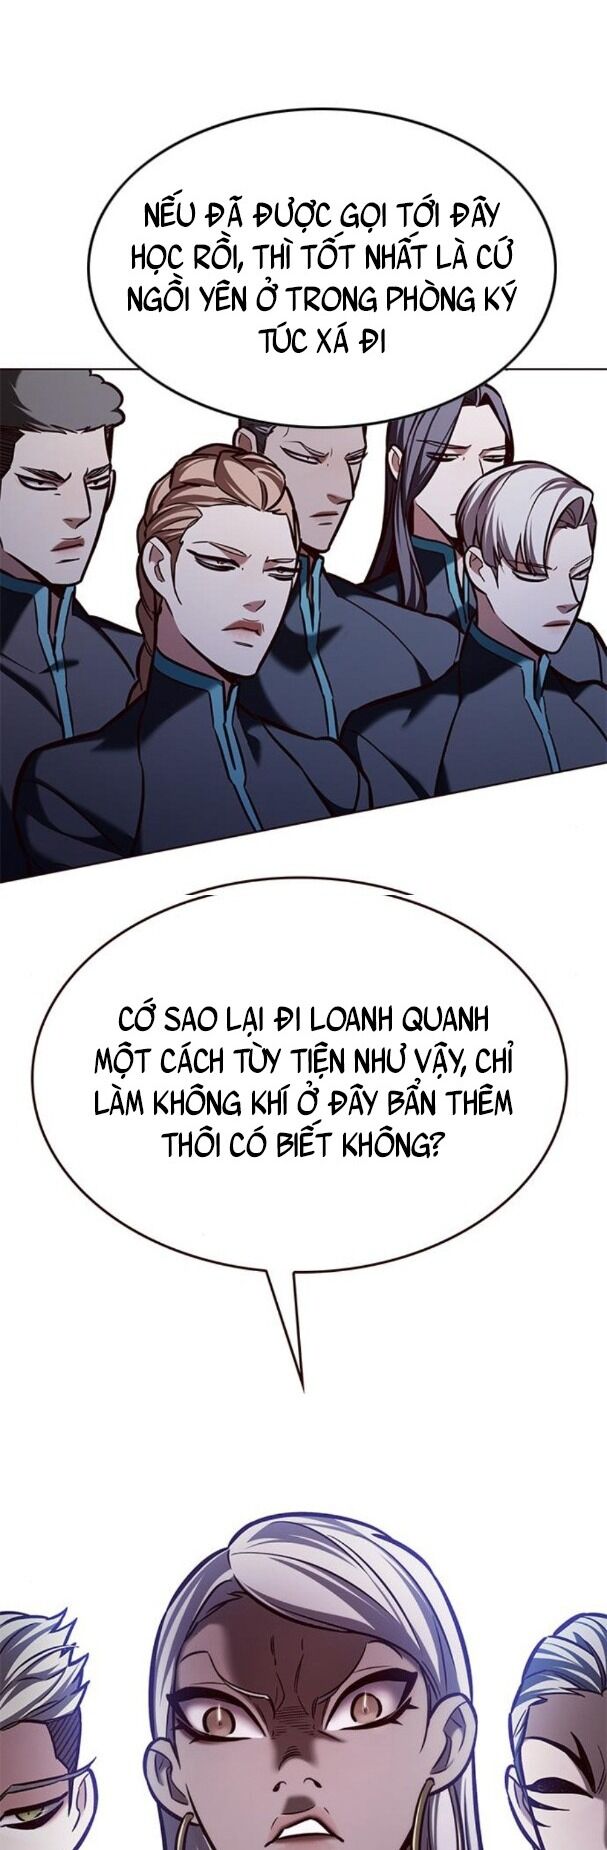 NẾU ĐÃ ĐƯỢC GỌI TỚI ĐÂY
HỌC RỒI, THÌ TỐT NHẤT LÀ CỨ
NGỒI YÊN Ở TRONG PHÒNG KÝ
TÚC XÁ ĐI
CỚ SAO LẠI ĐI LOANH QUANH
MỘT CÁCH TÙY TIỆN NHƯ VẬY, CHỈ
LÀM KHÔNG KHÍ Ở ĐÂY BẨN THÊM
THÔI CÓ BIẾT KHÔNG?